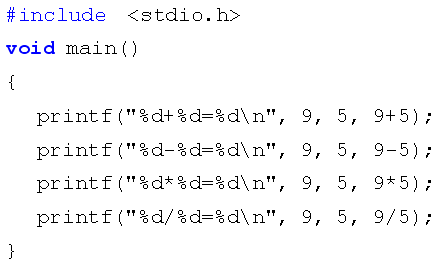 #include <stdio.h>
void main()
{
printf("%d+%d=%d\n", 9, 5, 9+5);
printf("%d-%d=%d\n", 9, 5, 9-5);
printf("%d*%d=%d\n", 9, 5, 9*5);
printf("%d/%d=%d\n", 9, 5, 9/5);
}